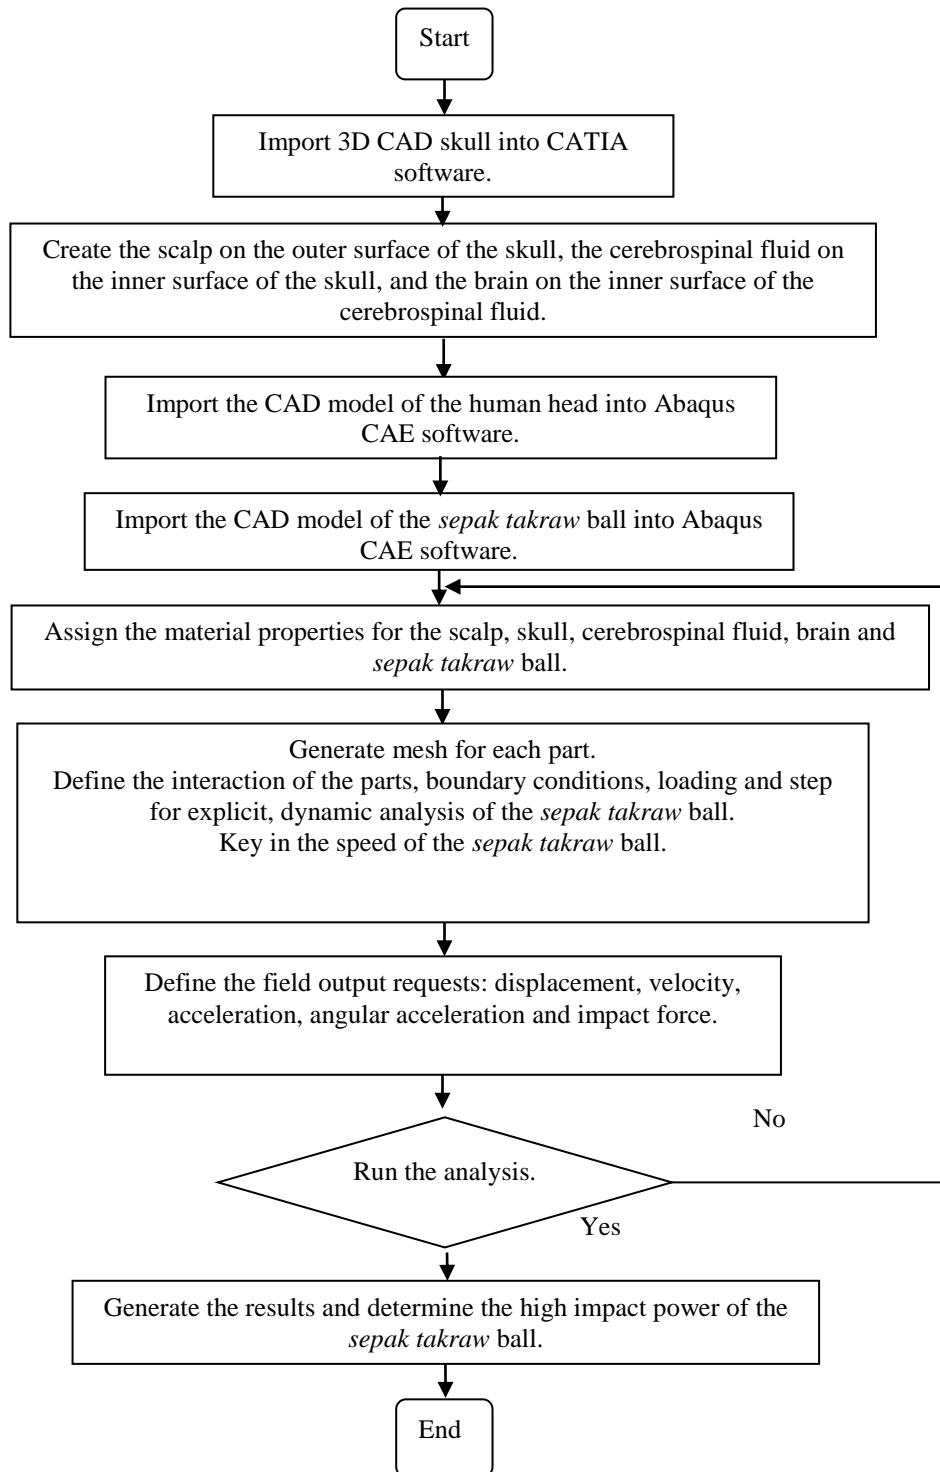 Start
Import 3D CAD skull into CATIA
software.
Create the scalp on the outer surface of the skull, the cerebrospinal fluid on
the inner surface of the skull, and the brain on the inner surface of the
cerebrospinal fluid.
Import the CAD model of the human head into Abaqus
CAE software.
Import the CAD model of the sepak takraw ball into Abaqus
CAE software.
Assign the material properties for the scalp, skull, cerebrospinal fluid, brain and
sepak takraw ball.
Generate mesh for each part.
Define the interaction of the parts, boundary conditions, loading and step
for explicit, dynamic analysis of the sepak takraw ball.
Key in the speed of the sepak takraw ball.
Define the field output requests: displacement, velocity,
acceleration, angular acceleration and impact force.
No
Run the analysis.
Yes
Generate the results and determine the high impact power of the
sepak takraw ball.
End